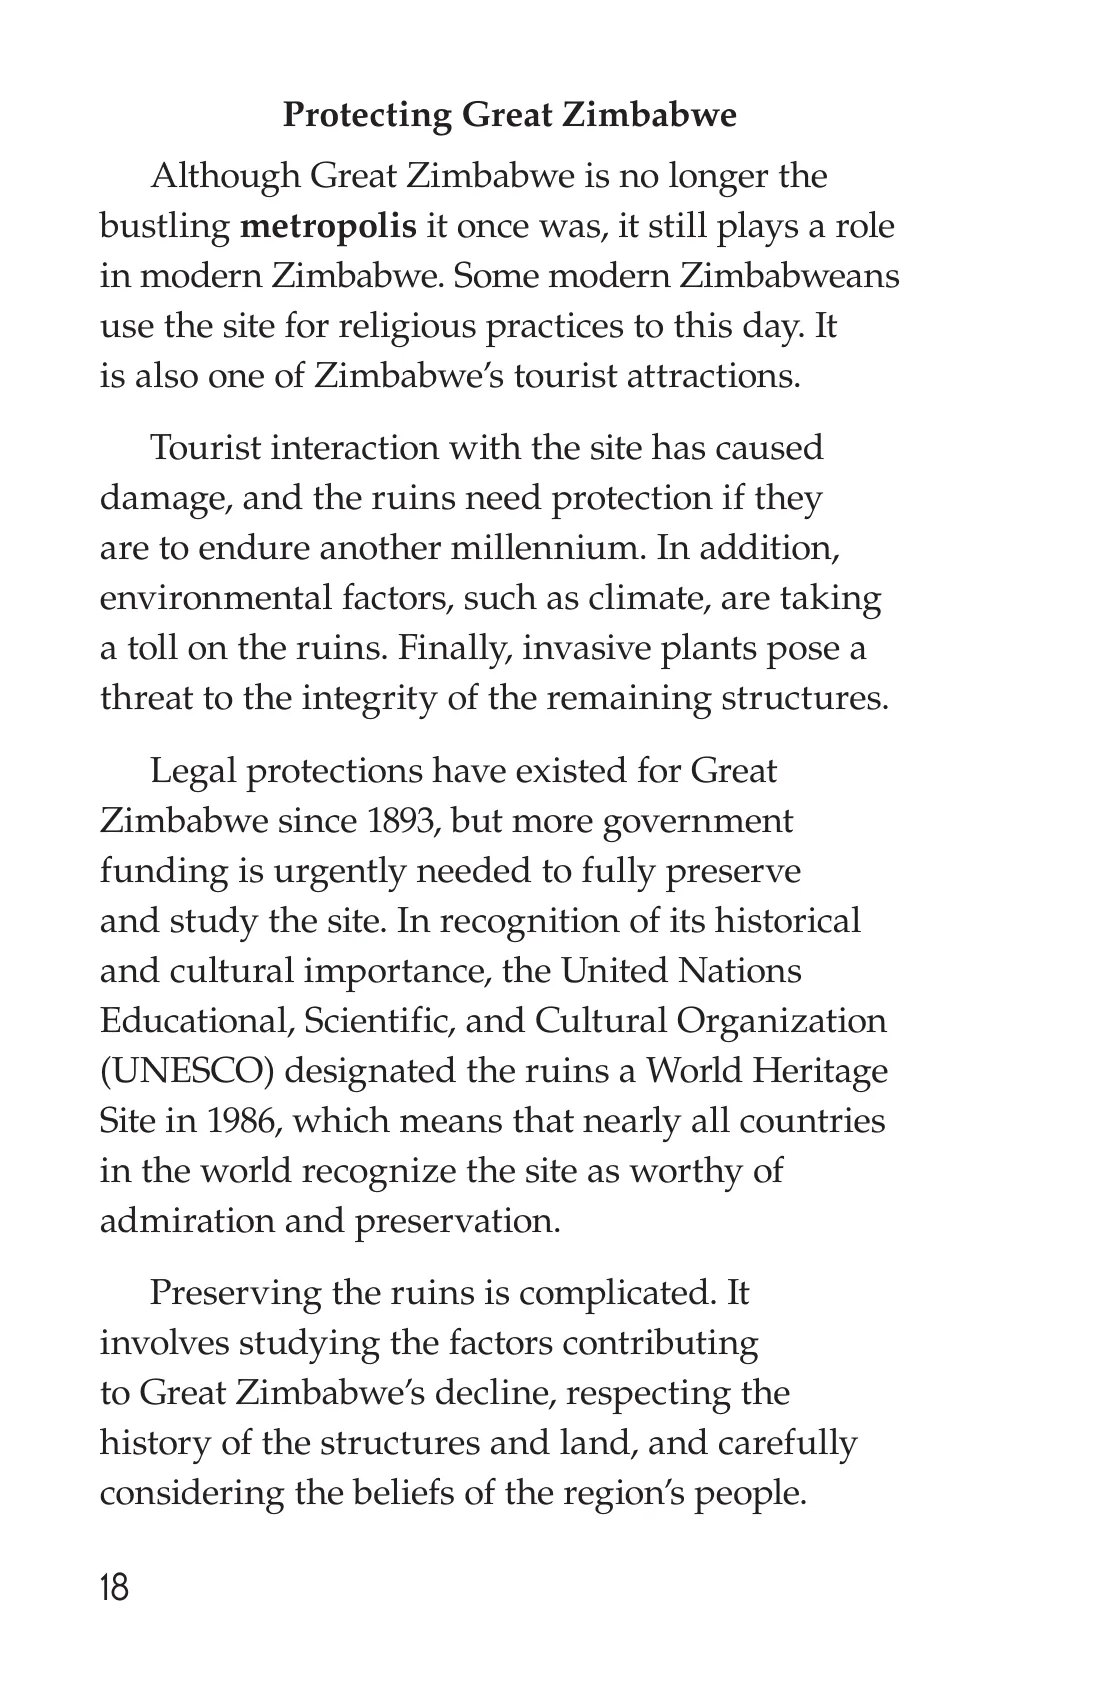 Protecting Great Zimbabwe
Although Great Zimbabwe is no longer the
bustling metropolis it once was, it still plays a role
in modern Zimbabwe. Some modern Zimbabweans
use the site for religious practices to this day. It
is also one of Zimbabwe’s tourist attractions.
Tourist interaction with the site has caused
damage, and the ruins need protection if they
are to endure another millennium. In addition,
environmental factors, such as climate, are taking
a toll on the ruins. Finally, invasive plants pose a
threat to the integrity of the remaining structures.
Legal protections have existed for Great
Zimbabwe since 1893, but more government
funding is urgently needed to fully preserve
and study the site. In recognition of its historical
and cultural importance, the United Nations
Educational, Scientific, and Cultural Organization
(UNESCO) designated the ruins a World Heritage
Site in 1986, which means that nearly all countries
in the world recognize the site as worthy of
admiration and preservation.
Preserving the ruins is complicated. It
involves studying the factors contributing
to Great Zimbabwe’s decline, respecting the
history of the structures and land, and carefully
considering the beliefs of the region’s people.
18